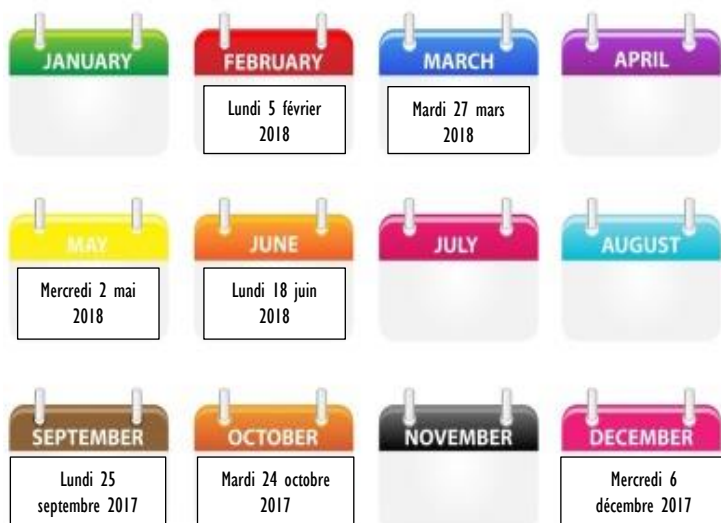 JANUARY
FEBRUARY
Lundi 5 février
2018
MARCH
Mardi 27 mars
2018
APRIL
MAY
Mercredi 2 mai
2018
JUNE
Lundi 18 juin
2018
JULY
AUGUST
SEPTEMBER
Lundi 25
septembre 2017
OCTOBER
Mardi 24 octobre
2017
NOVEMBER
DECEMBER
Mercredi 6
décembre 2017